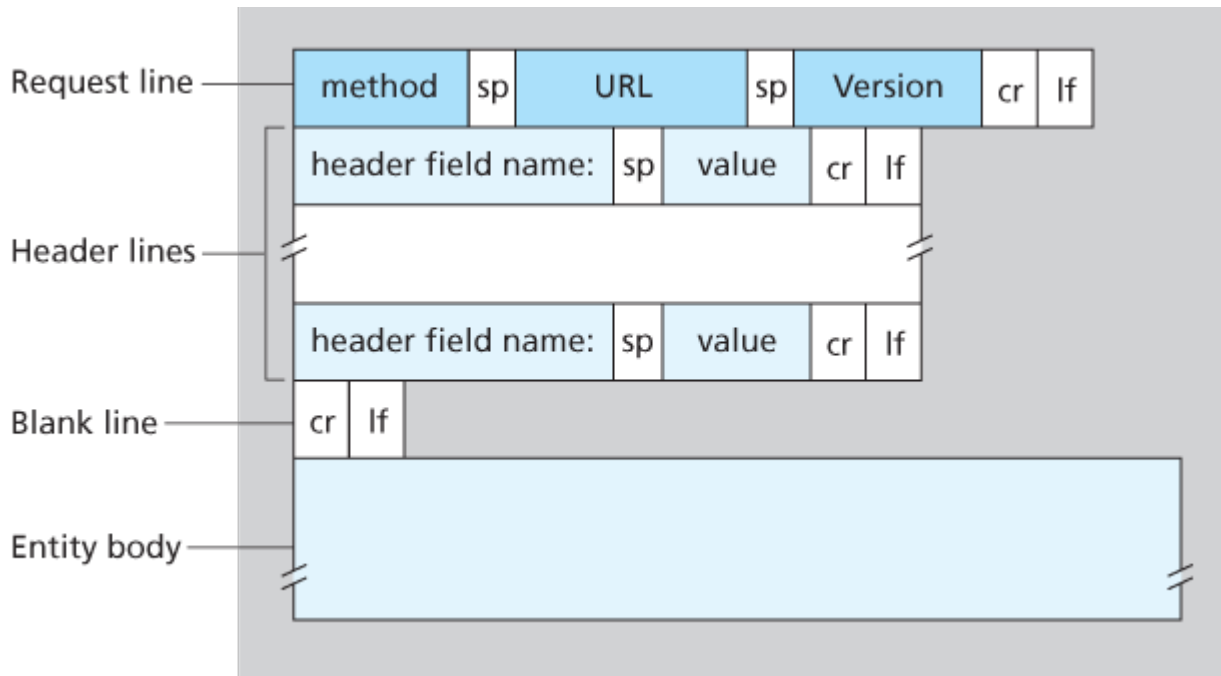 Request line method sp URL sp Version cr lf
header field name: sp value cr lf
Header lines
header field name: sp value cr lf
Blank line cr lf
Entity body